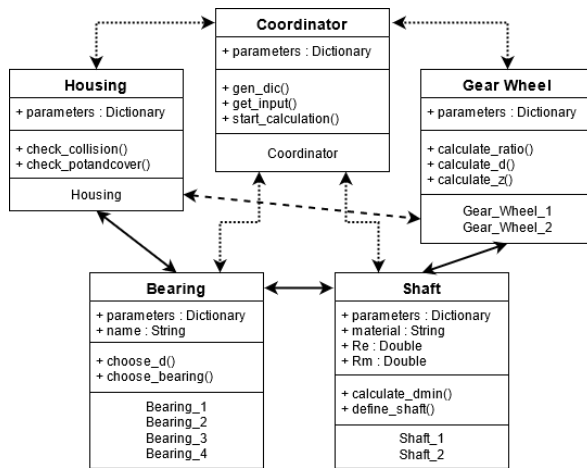 Coordinator
+ parameters : Dictionary
+ gen_dic()
+ get_input()
+ start_calculation()
Coordinator
Housing
+ parameters : Dictionary
+ check_collision()
+ check_potandcover()
Housing
Gear Wheel
+ parameters : Dictionary
+ calculate_ratio()
+ calculate_d()
+ calculate_z()
Gear_Wheel_1
Gear_Wheel_2
Bearing
+ parameters : Dictionary
+ name : String
+ choose_d()
+ choose_bearing()
Bearing_1
Bearing_2
Bearing_3
Bearing_4
Shaft
+ parameters : Dictionary
+ material : String
+ Re : Double
+ Rm : Double
+ calculate_dmin()
+ define_shaft()
Shaft_1
Shaft_2